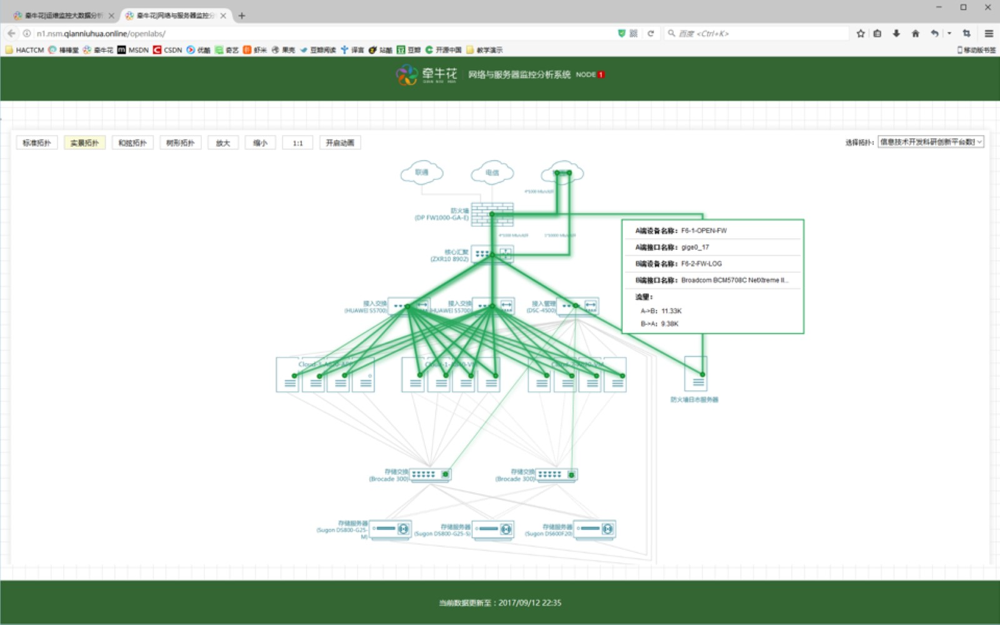 牵牛花|运维监控大数据分析
牵牛花|网络与服务器监控分
n1.nsm.qianniuhua.online/openlabs/
百度 <Ctrl+K>
HACTCM
棒棒堂
牵牛花
MSDN
CSDN
优酷
奇艺
虾米
果壳
豆瓣阅读
译言
站酷
豆瓣
开源中国
教学演示
移动版书签
牵牛花
QIAN NIU HUA
网络与服务器监控分析系统 NODE 1
标准拓扑
实景拓扑
和弦拓扑
树形拓扑
放大
缩小
1:1
开启动画
选择拓扑:
信息技术开发科研创新平台数
联通
电信
防火墙
(DP FW1000-GA-E)
核心汇聚
(ZXR10 8902)
接入交换
(HUAWEI S5700)
接入交换
(HUAWEI S5700)
接入管理
(DSC-4500)
A端设备名称: F6-1-OPEN-FW
A端接口名称: gige0_17
B端设备名称: F6-2-FW-LOG
B端接口名称: Broadcom BCM5708C NetXtreme II...
流量:
A->B: 11.33K
B->A: 9.38K
防火墙日志服务器
存储交换
(Brocade 300)
存储交换
(Brocade 300)
存储服务器
(Sugon DS800-G25-
M)
存储服务器
(Sugon DS800-G25-S)
存储服务器
(Sugon DS600F20)
当前数据更新至:2017/09/12 22:35